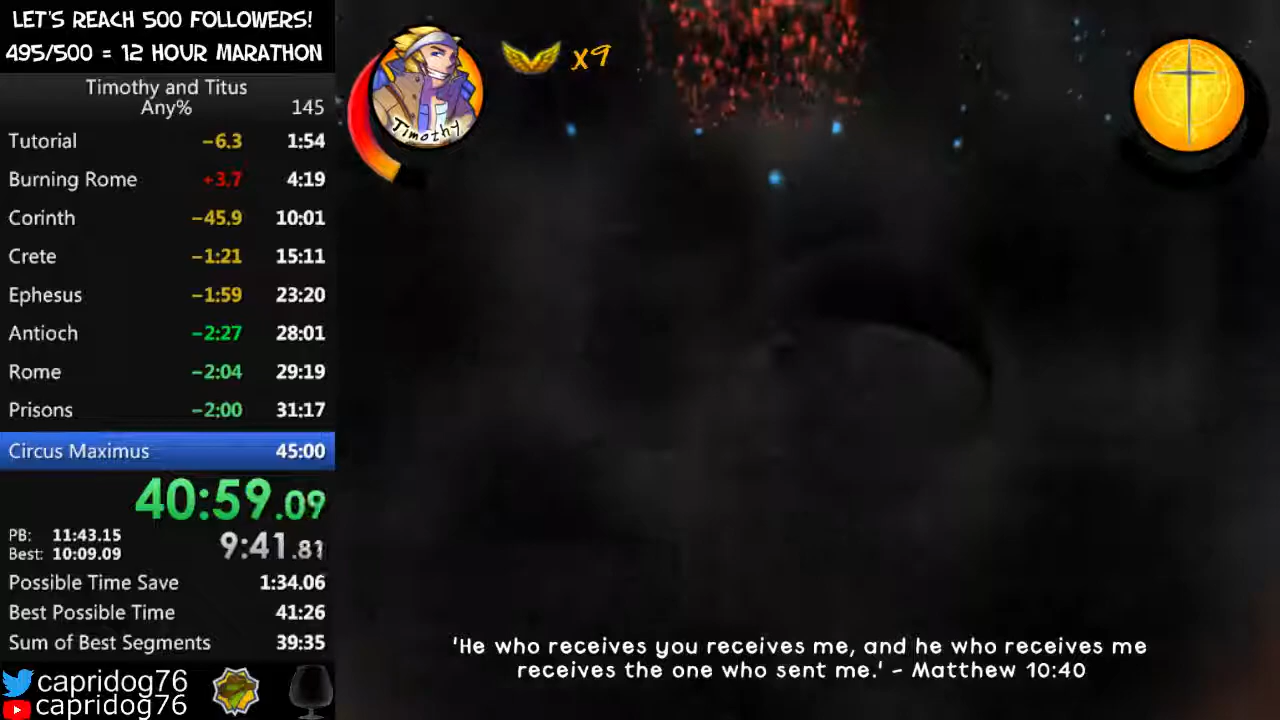 LET'S REACH 500 FOLLOWERS!
495/500 = 12 HOUR MARATHON
Timothy and Titus
Any% 145
Tutorial -6.3 1:54
Burning Rome +3.7 4:19
Corinth -45.9 10:01
Crete -1:21 15:11
Ephesus -1:59 23:20
Antioch -2:27 28:01
Rome -2:04 29:19
Prisons -2:00 31:17
Circus Maximus 45:00
40:59.09
PB: 11:43.15
Best: 10:09.09
9:41.81
Possible Time Save 1:34.06
Best Possible Time 41:26
Sum of Best Segments 39:35
capridog76
capridog76
Timothy
x9
'He who receives you receives me, and he who receives me
receives the one who sent me.' - Matthew 10:40